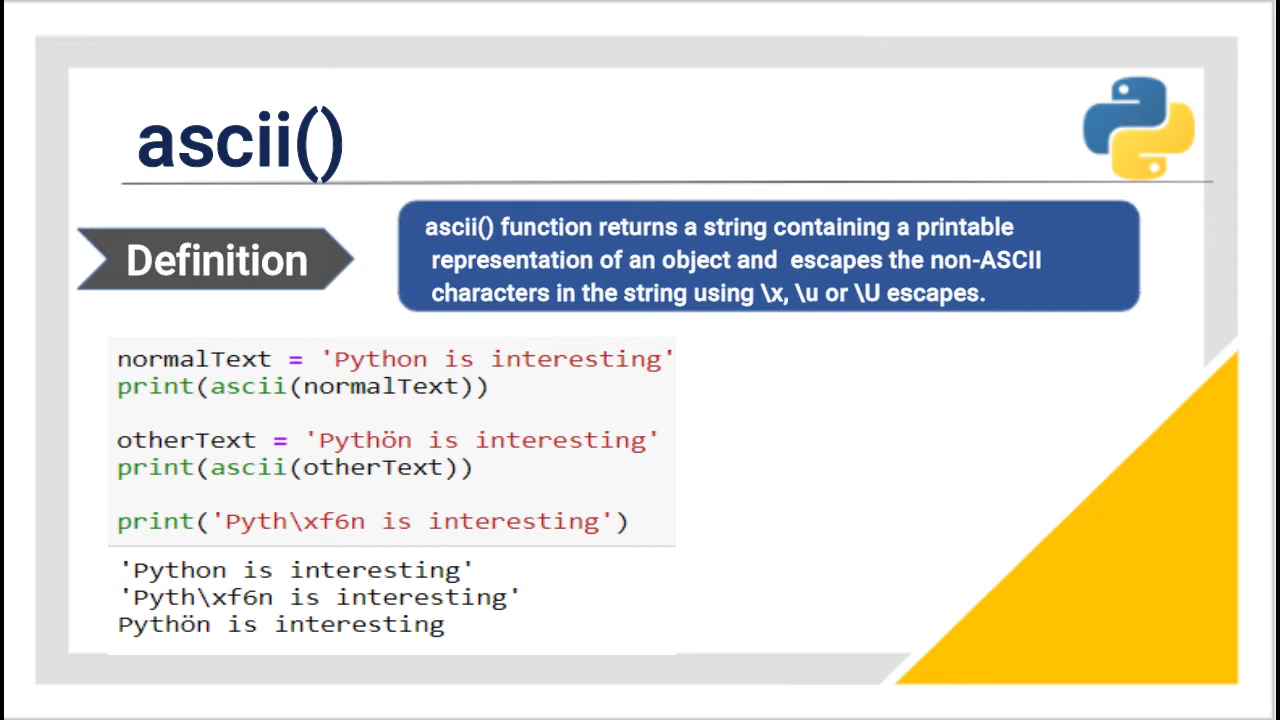 ascii()
Definition
ascii() function returns a string containing a printable
representation of an object and escapes the non-ASCII
characters in the string using \x, \u or \U escapes.
normalText = 'Python is interesting'
print(ascii(normalText))
otherText = 'Pythön is interesting'
print(ascii(otherText))
print('Pyth\xf6n is interesting')
'Python is interesting'
'Pyth\xf6n is interesting'
Pythön is interesting